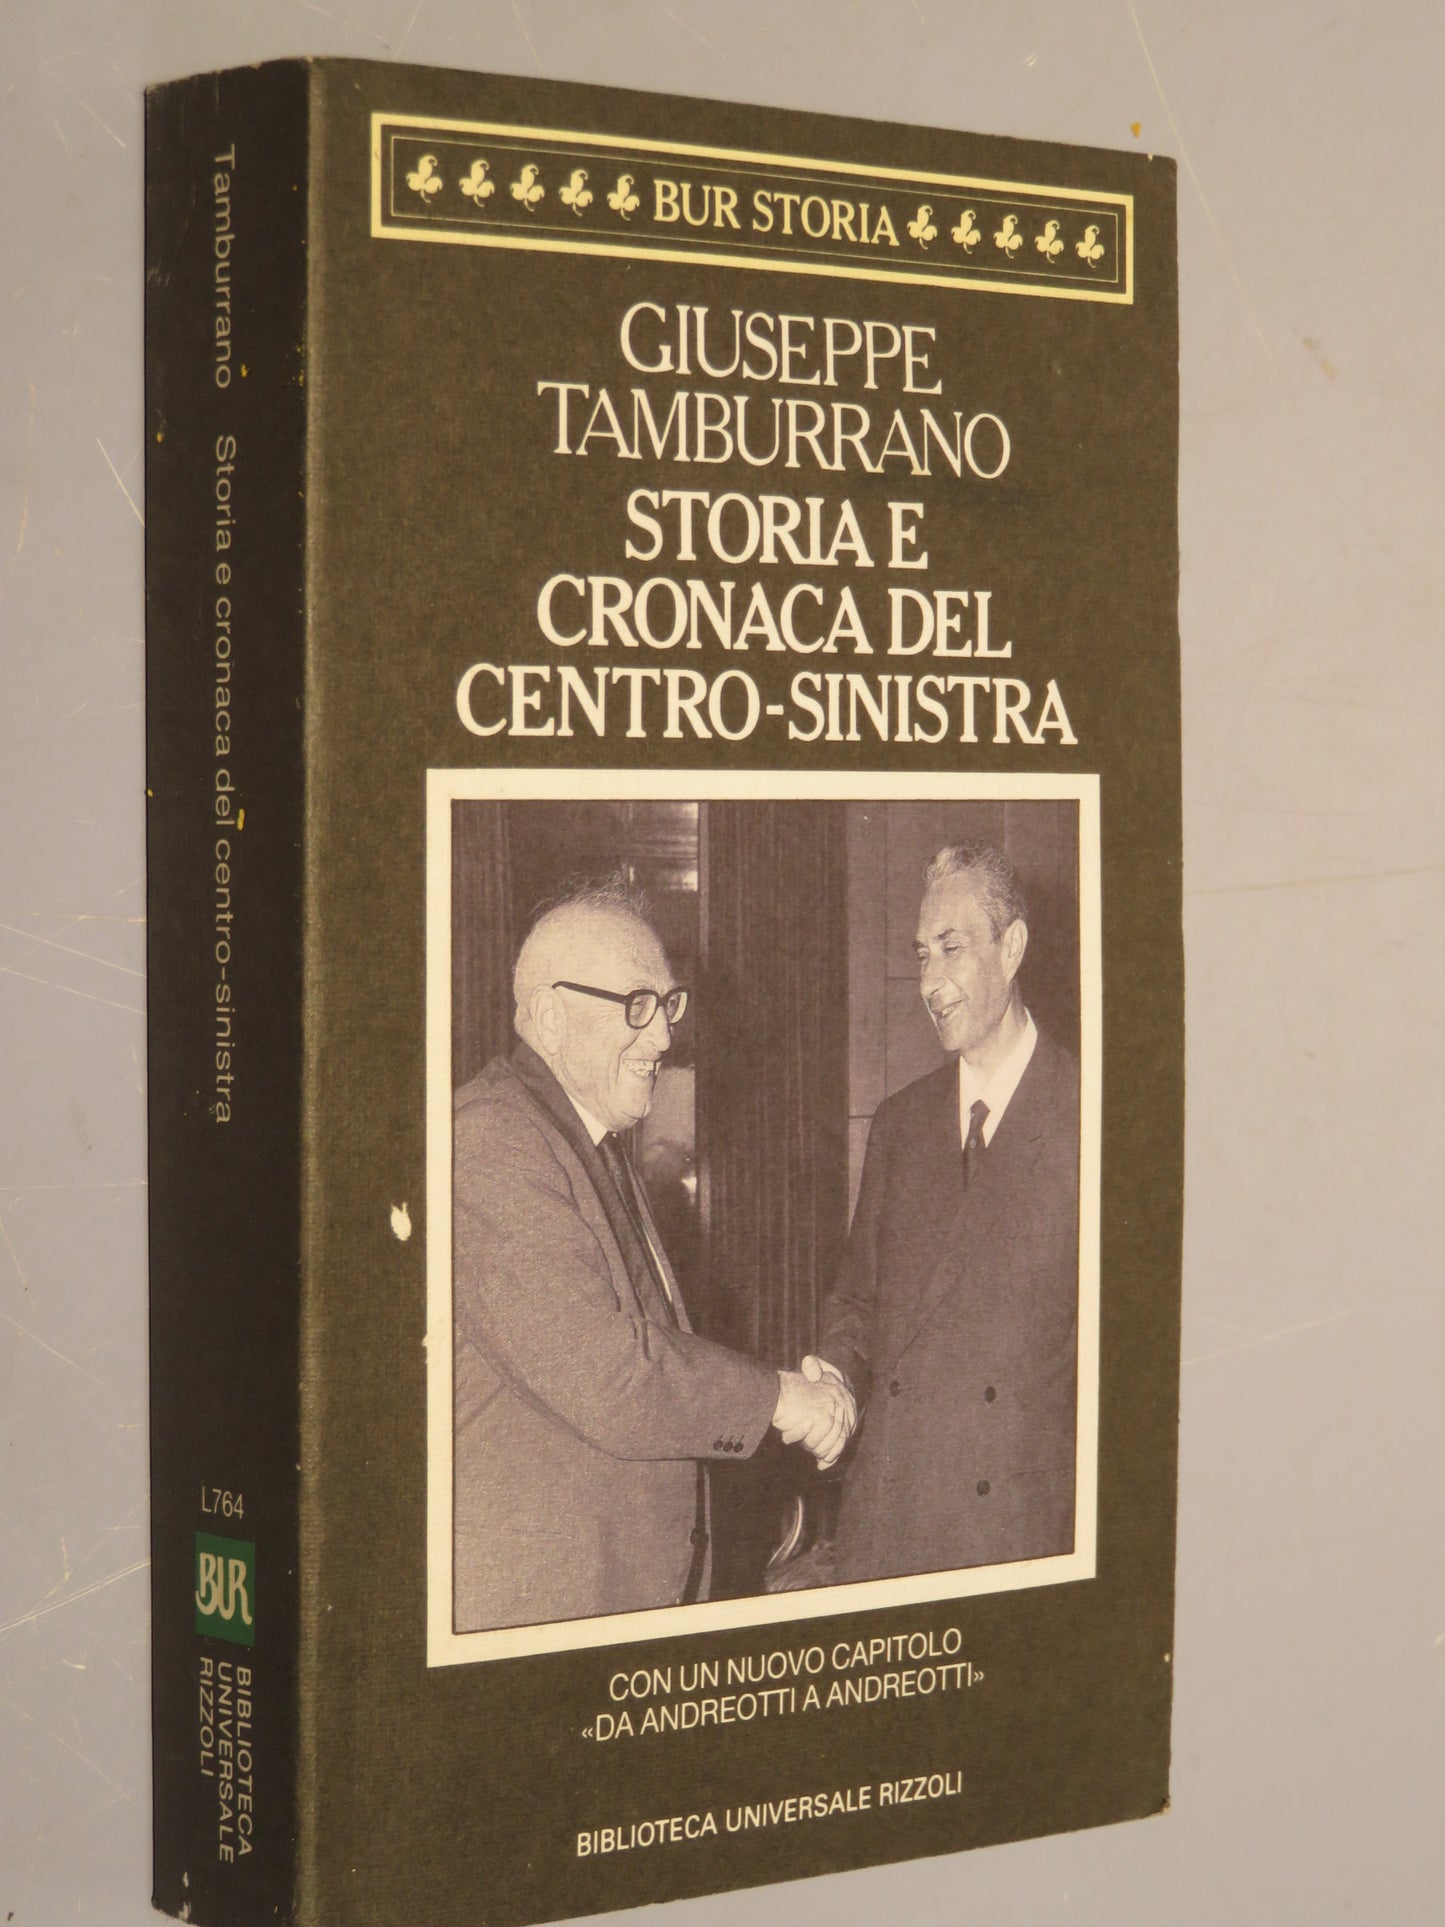 BUR STORIA
GIUSEPPE
TAMBURRANO
STORIA E
CRONACA DEL
CENTRO-SINISTRA
CON UN NUOVO CAPITOLO
«DA ANDREOTTI A ANDREOTTI»
BIBLIOTECA UNIVERSALE RIZZOLI
Tamburrano Storia e cronaca del centro-sinistra
L764
BUR
BIBLIOTECA
UNIVERSALE
RIZZOLI